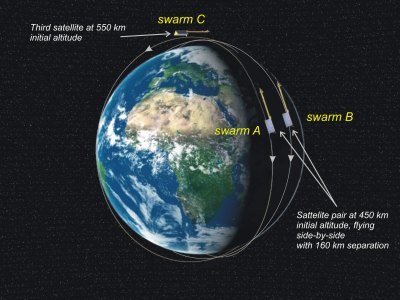 swarm C
Third satellite at 550 km
initial altitude
swarm B
swarm A
Sattelite pair at 450 km
initial altitude, flying
side-by-side
with 160 km separation